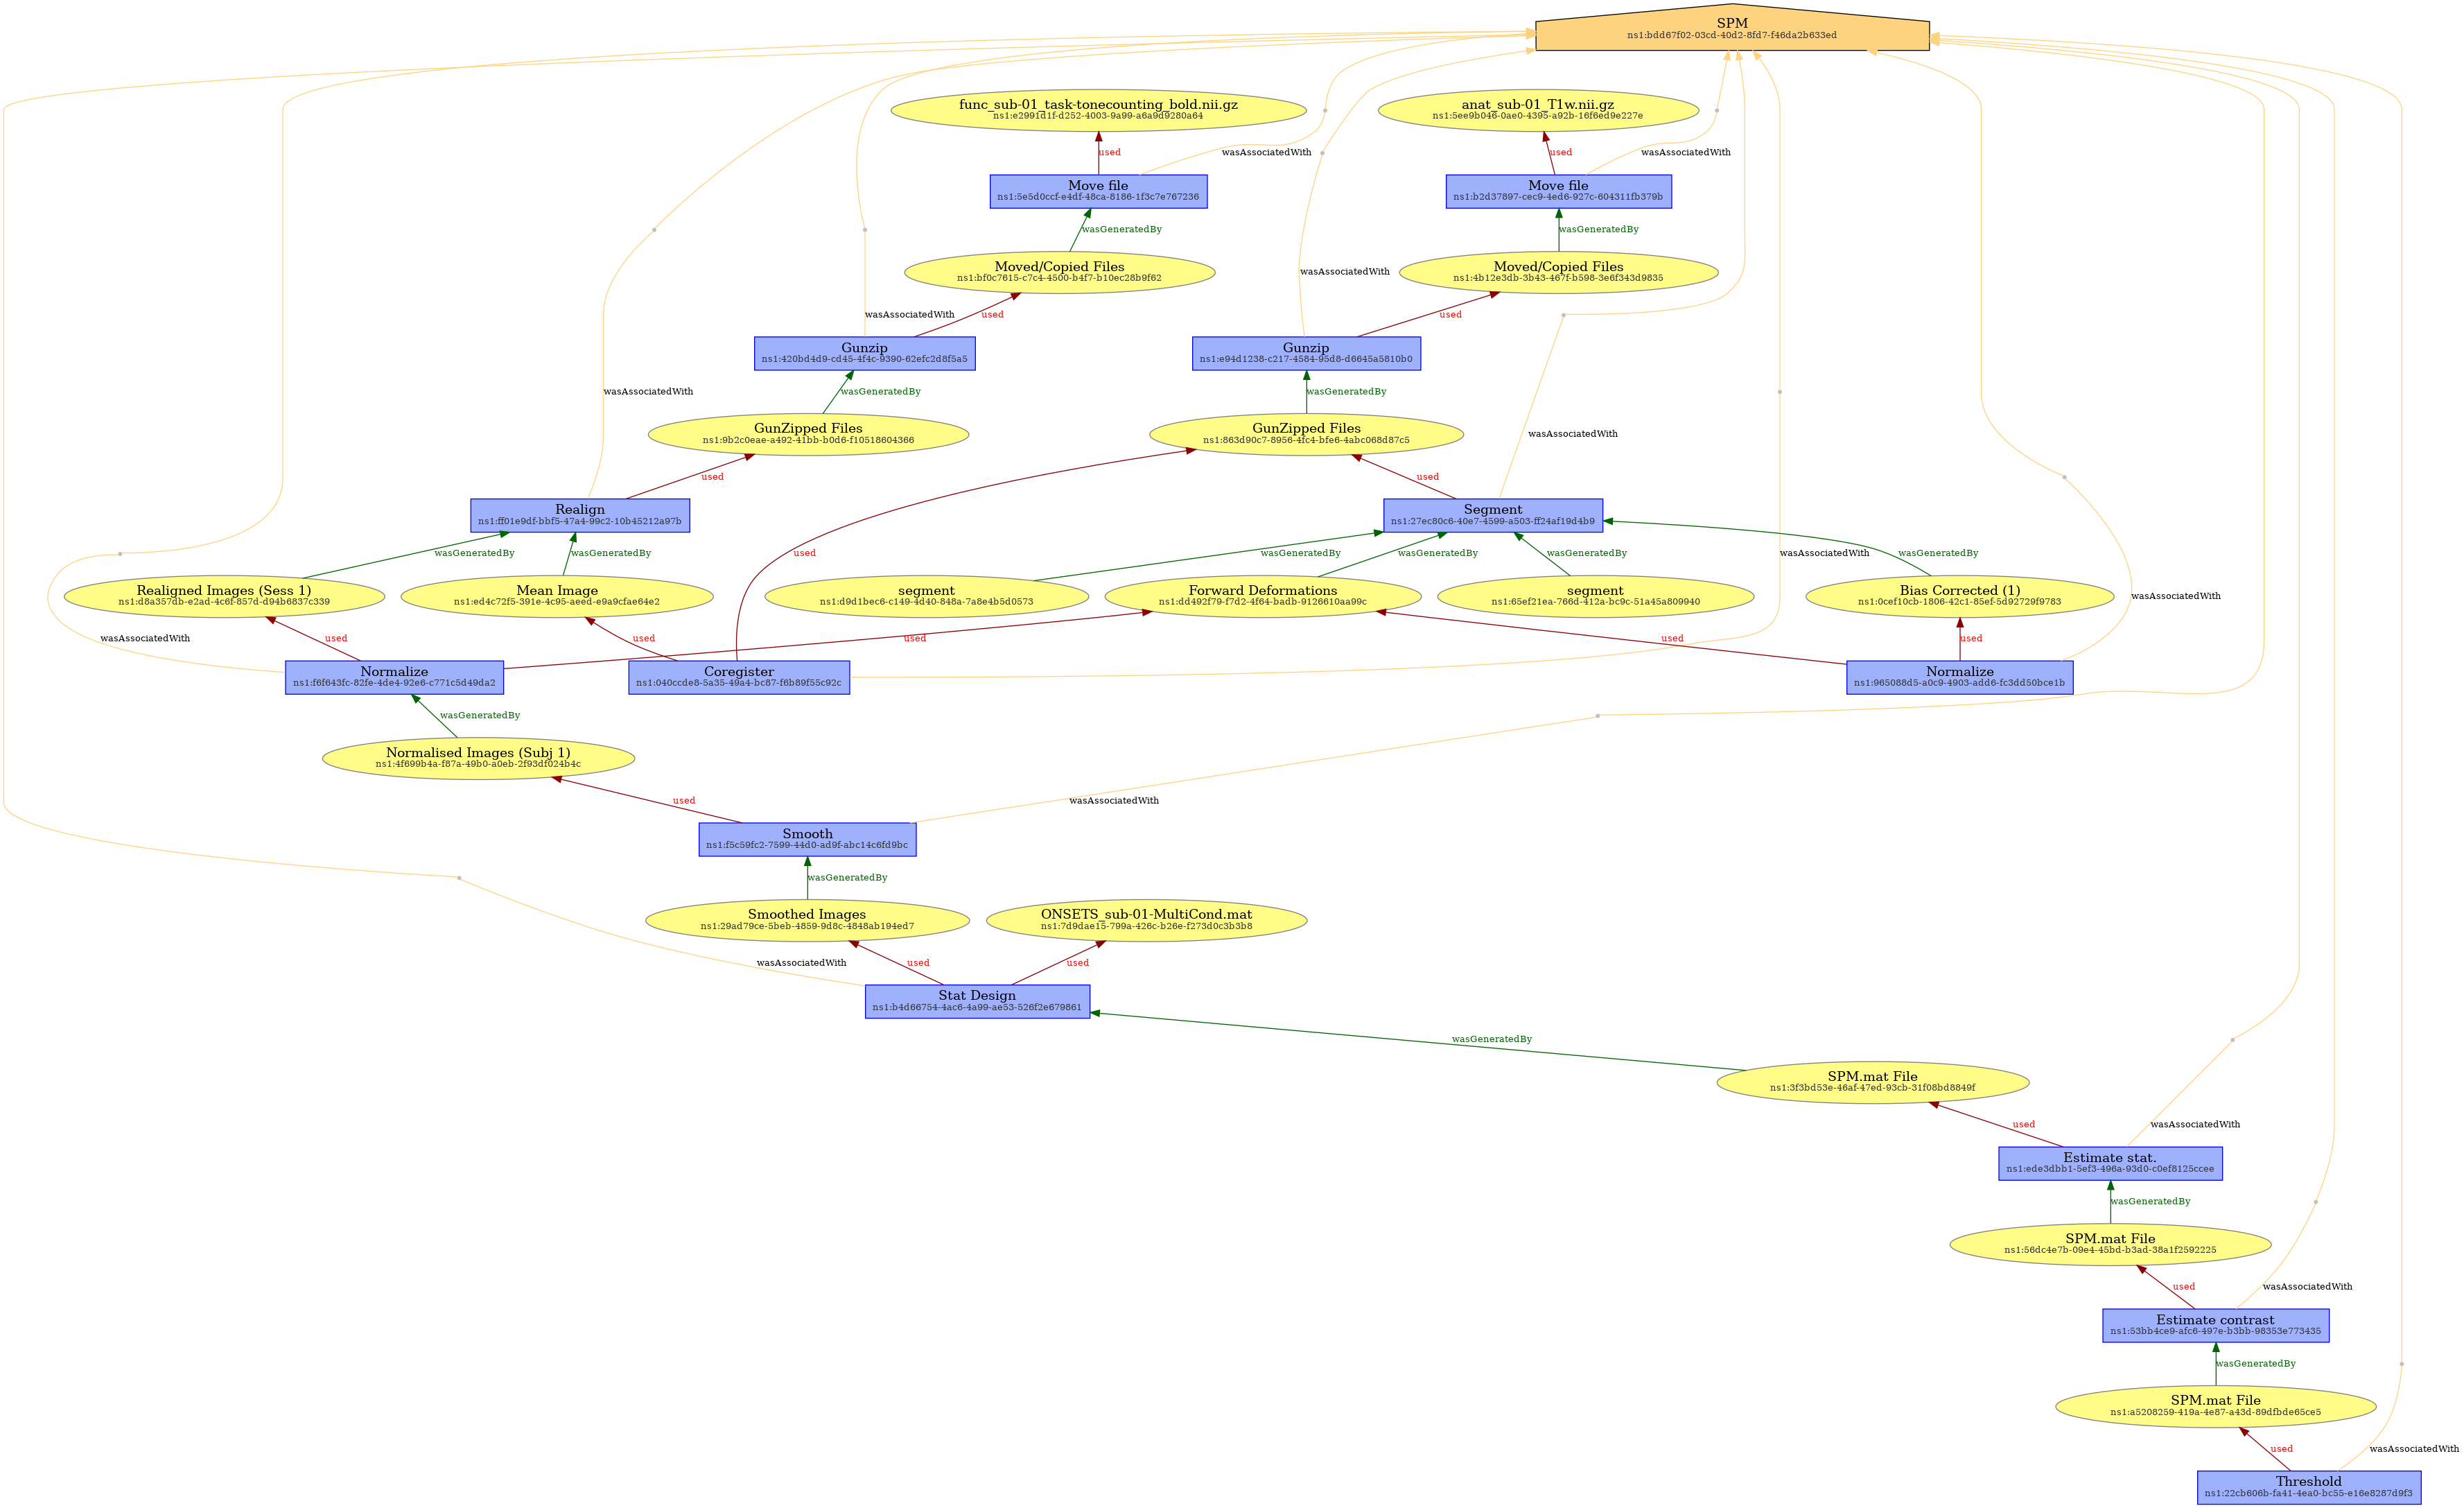 SPM
ns1:bdd67f02-03cd-40d2-8fd7-f46da2b633ed
func_sub-01_task-tonecounting_bold.nii.gz
ns1:e2991d1f-d252-4003-9a99-a6a9d9280a64
anat_sub-01_T1w.nii.gz
ns1:5ee9b046-0ae0-4395-a92b-16f6ed9e227e
used
wasAssociatedWith
used
wasAssociatedWith
Move file
ns1:5e5d0ccf-e4df-48ca-8186-1f3c7e767236
Move file
ns1:b2d37897-cec9-4ed6-927c-604311fb379b
wasGeneratedBy
wasGeneratedBy
Moved/Copied Files
ns1:bf0c7615-c7c4-4500-b4f7-b10ec28b9f62
wasAssociatedWith
Moved/Copied Files
ns1:4b12e3db-3b43-467f-b598-3e6f343d9835
wasAssociatedWith
used
used
Gunzip
ns1:420bd4d9-cd45-4f4c-9390-62efc2d8f5a5
Gunzip
ns1:e94d1238-c217-4584-95d8-d6645a5810b0
wasAssociatedWith
wasGeneratedBy
wasGeneratedBy
GunZipped Files
ns1:9b2c0eae-a492-41bb-b0d6-f10518604366
GunZipped Files
ns1:863d90c7-8956-4fc4-bfe6-4abc068d87c5
wasAssociatedWith
used
used
Realign
ns1:ff01e9df-bbf5-47a4-99c2-10b45212a97b
Segment
ns1:27ec80c6-40e7-4599-a503-ff24af19d4b9
wasGeneratedBy
wasGeneratedBy
used
wasGeneratedBy
wasGeneratedBy
wasGeneratedBy
wasAssociatedWith
wasGeneratedBy
Realigned Images (Sess 1)
ns1:d8a357db-e2ad-4c6f-857d-d94b6837c339
Mean Image
ns1:ed4c72f5-391e-4c95-aeed-e9a9cfae64e2
segment
ns1:d9d1bec6-c149-4d40-848a-7a8e4b5d0573
Forward Deformations
ns1:dd492f79-f7d2-4f64-badb-9126610aa99c
segment
ns1:65ef21ea-766d-412a-bc9c-51a45a809940
Bias Corrected (1)
ns1:0cef10cb-1806-42c1-85ef-5d92729f9783
wasAssociatedWith
wasAssociatedWith
used
used
used
used
used
Normalize
ns1:f6f643fc-82fe-4de4-92e6-c771c5d49da2
Coregister
ns1:040ccde8-5a35-49a4-bc87-f6b89f55c92c
Normalize
ns1:965088d5-a0c9-4903-add6-fc3dd50bce1b
wasGeneratedBy
Normalised Images (Subj 1)
ns1:4f699b4a-f87a-49b0-a0eb-2f93df024b4c
used
wasAssociatedWith
Smooth
ns1:f5c59fc2-7599-44d0-ad9f-abc14c6fd9bc
wasGeneratedBy
Smoothed Images
ns1:29ad79ce-5beb-4859-9d8c-4848ab194ed7
ONSETS_sub-01-MultiCond.mat
ns1:7d9dae15-799a-426c-b26e-f273d0c3b3b8
wasAssociatedWith
used
used
Stat Design
ns1:b4d66754-4ac6-4a99-ae53-526f2e679861
wasGeneratedBy
SPM.mat File
ns1:3f3bd53e-46af-47ed-93cb-31f08bd8849f
used
wasAssociatedWith
Estimate stat.
ns1:ede3dbb1-5ef3-496a-93d0-c0ef8125ccee
wasGeneratedBy
SPM.mat File
ns1:56dc4e7b-09e4-45bd-b3ad-38a1f2592225
used
wasAssociatedWith
Estimate contrast
ns1:53bb4ce9-afc6-497e-b3bb-98353e773435
wasGeneratedBy
SPM.mat File
ns1:a5208259-419a-4e87-a43d-89dfbde65ce5
used
wasAssociatedWith
Threshold
ns1:22cb606b-fa41-4ea0-bc55-e16e8287d9f3